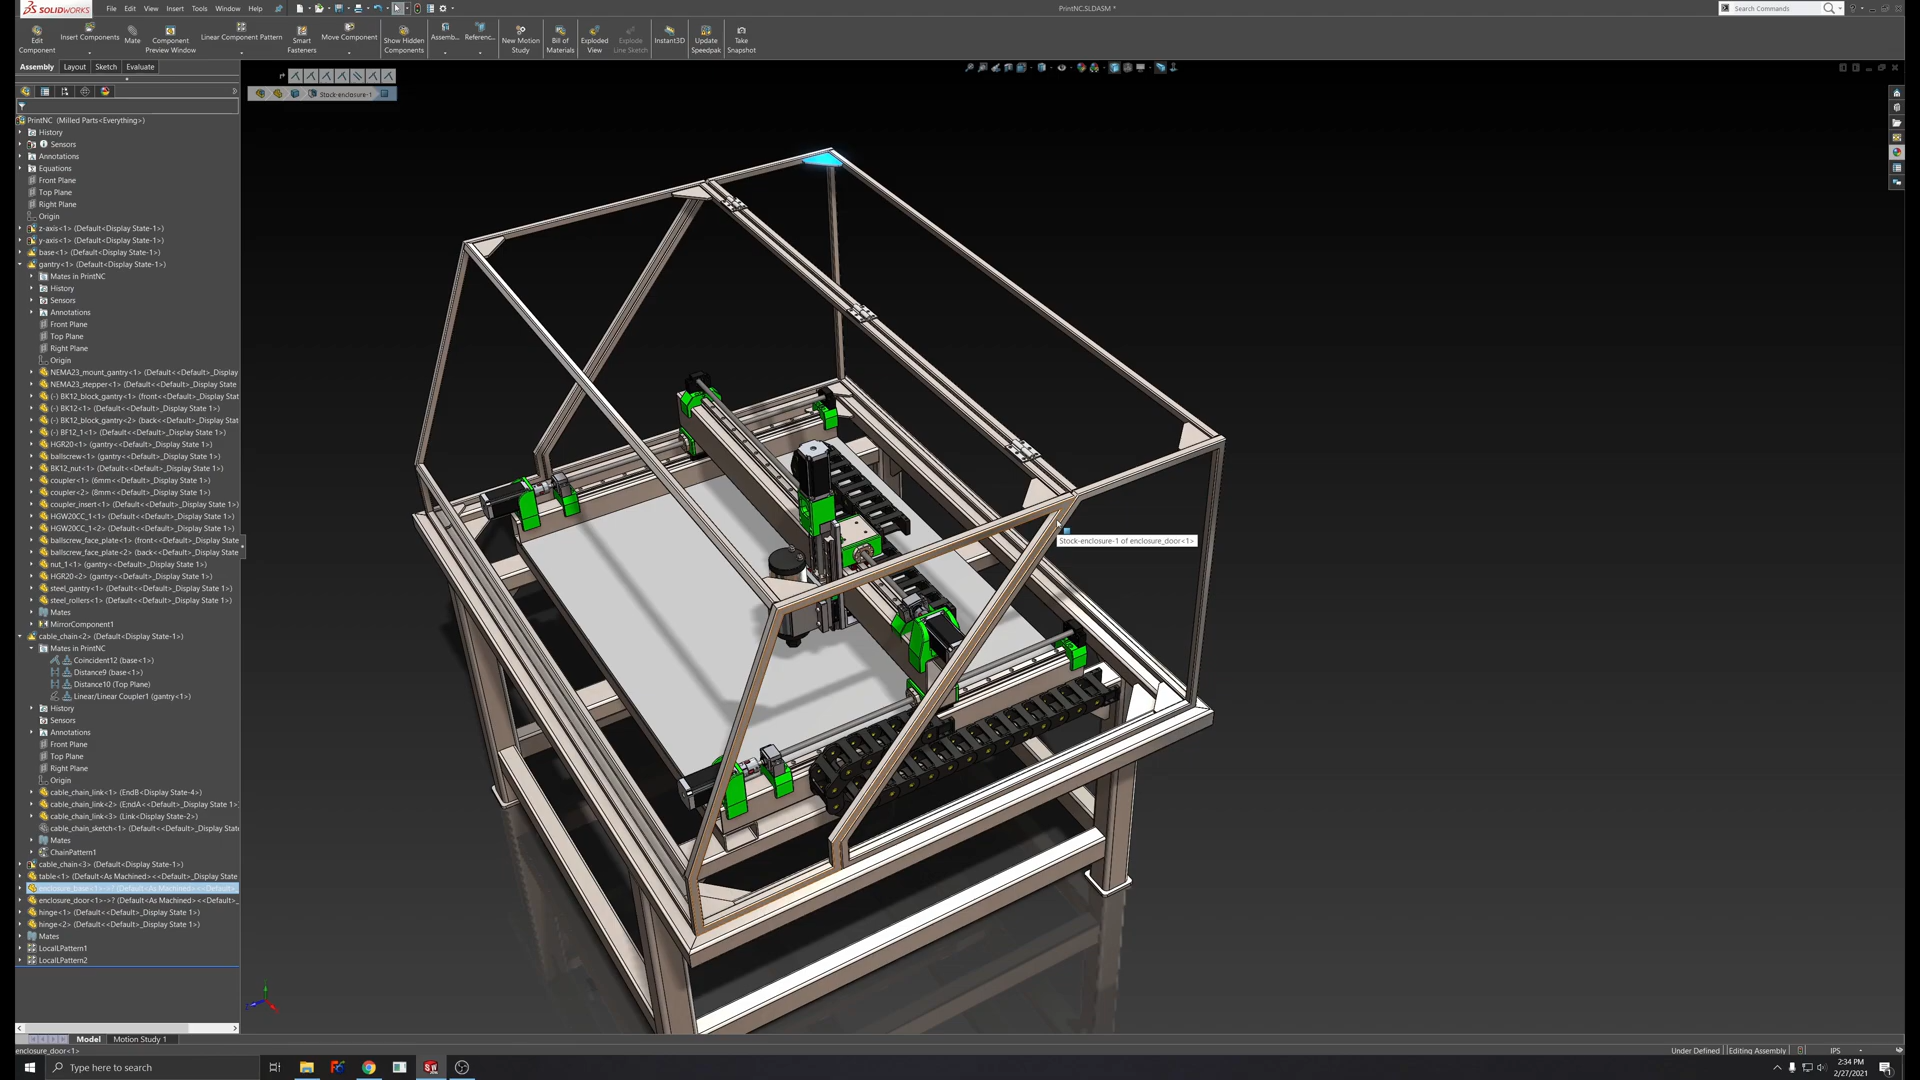 SOLIDWORKS File Edit View Insert Tools Window Help PrintNC.SLDASM * Search Commands
Edit Component
Insert Components
Mate
Component Preview Window
Linear Component Pattern
Smart Fasteners
Move Component
Show Hidden Components
Assemb...
Referenc...
New Motion Study
Bill of Materials
Exploded View
Explode Line Sketch
Instant3D
Update Speedpak
Take Snapshot
Assembly Layout Sketch Evaluate
Stock-enclosure-1
PrintNC (Milled Parts<Everything>)
History
Sensors
Annotations
Equations
Front Plane
Top Plane
Right Plane
Origin
z-axis<1> (Default<Display State-1>)
y-axis<1> (Default<Display State-1>)
base<1> (Default<Display State-1>)
gantry<1> (Default<Display State-1>)
Mates in PrintNC
History
Sensors
Annotations
Front Plane
Top Plane
Right Plane
Origin
NEMA23_mount_gantry<1> (Default<<Default>_Display
NEMA23_stepper<1> (Default<<Default>_Display State
(-) BK12_block_gantry<1> (front<<Default>_Display Stat
(-) BK12<1> (Default<<Default>_Display State 1>)
(-) BK12_block_gantry<2> (back<<Default>_Display Stat
(-) BF12_1<1> (Default<<Default>_Display State 1>)
HGR20<1> (gantry<<Default>_Display State 1>)
ballscrew<1> (gantry<<Default>_Display State 1>)
BK12_nut<1> (Default<<Default>_Display State 1>)
coupler<1> (6mm<<Default>_Display State 1>)
coupler<2> (8mm<<Default>_Display State 1>)
coupler_insert<1> (Default<<Default>_Display State 1>)
HGW20CC_1<1> (Default<<Default>_Display State 1>)
HGW20CC_1<2> (Default<<Default>_Display State 1>)
ballscrew_face_plate<1> (front<<Default>_Display State
ballscrew_face_plate<2> (back<<Default>_Display State
nut_1<1> (gantry<<Default>_Display State 1>)
HGR20<2> (gantry<<Default>_Display State 1>)
steel_gantry<1> (Default<<Default>_Display State 1>)
steel_rollers<1> (Default<<Default>_Display State 1>)
Mates
MirrorComponent1
cable_chain<2> (Default<Display State-1>)
Mates in PrintNC
Coincident12 (base<1>)
Distance9 (base<1>)
Distance10 (Top Plane)
Linear/Linear Coupler1 (gantry<1>)
History
Sensors
Annotations
Front Plane
Top Plane
Right Plane
Origin
cable_chain_link<1> (EndB<Display State-4>)
cable_chain_link<2> (EndA<<Default>_Display State 1>
cable_chain_link<3> (Link<Display State-2>)
cable_chain_sketch<1> (Default<<Default>_Display State
Mates
ChainPattern1
cable_chain<3> (Default<Display State-1>)
table<1> (Default<As Machined><<Default>_Display State
enclosure_base<1>->? (Default<As Machined><<Default>_
enclosure_door<1>->? (Default<As Machined><<Default>_
hinge<1> (Default<<Default>_Display State 1>)
hinge<2> (Default<<Default>_Display State 1>)
Mates
LocalLPattern1
LocalLPattern2
Stock-enclosure-1 of enclosure_door<1>
Model Motion Study 1
enclosure_door<1> Under Defined Editing Assembly IPS
Type here to search
2:34 PM
2/27/2021